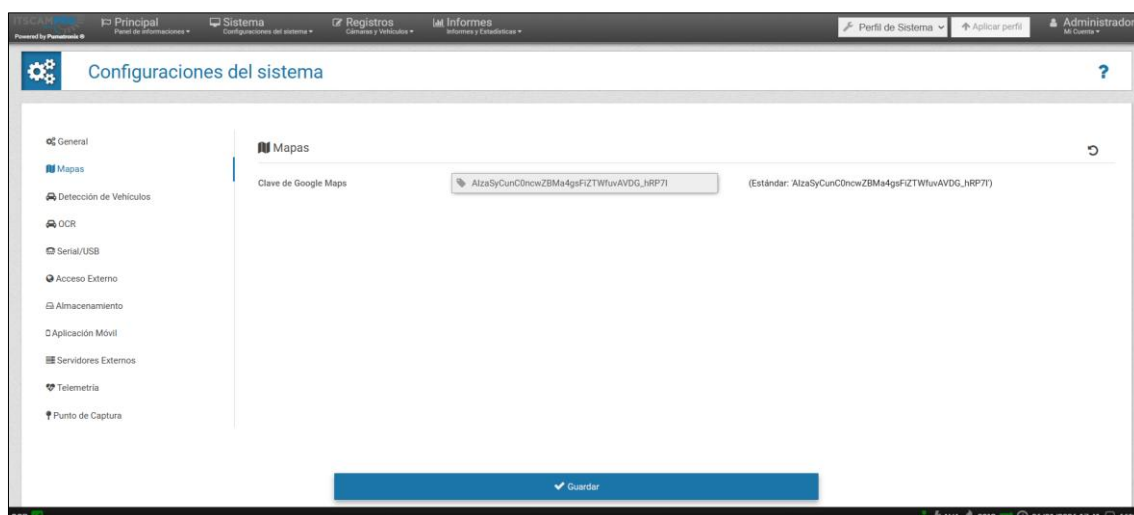 ITSCAM PRO
Powered by Pumatronix ®
Principal
Panel de informaciones
Sistema
Configuraciones del sistema
Registros
Cámaras y Vehículos
Informes
Informes y Estadísticas
Perfil de Sistema
Aplicar perfil
Administrador
Mi Cuenta
Configuraciones del sistema
?
General
Mapas
Detección de Vehículos
OCR
Serial/USB
Acceso Externo
Almacenamiento
Aplicación Móvil
Servidores Externos
Telemetría
Punto de Captura
Mapas
Clave de Google Maps
AIzaSyCunC0ncwZBMa4gsFiZTWfuvAVDG_hRP7I
(Estándar: 'AIzaSyCunC0ncwZBMa4gsFiZTWfuvAVDG_hRP7I')
Guardar